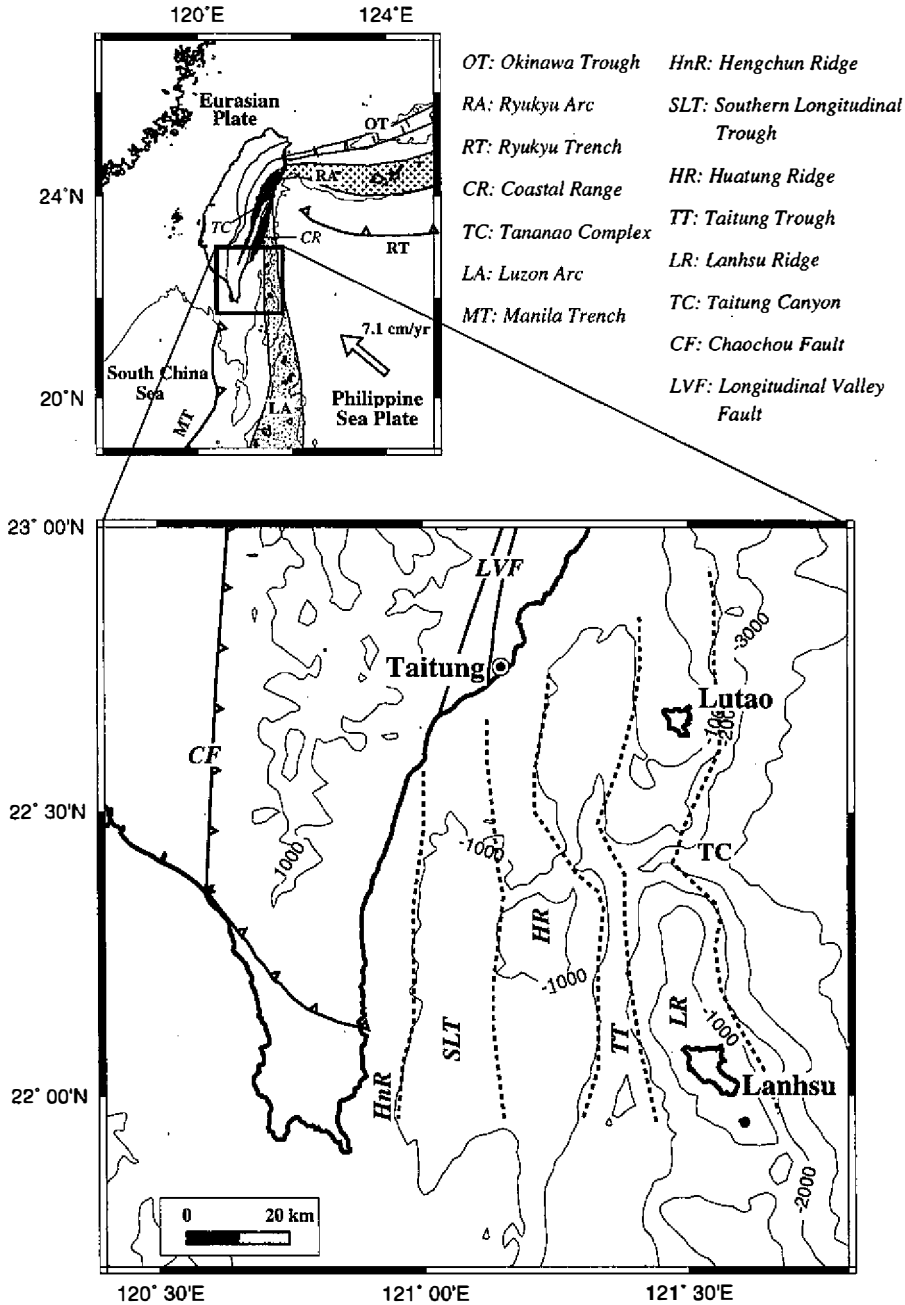 120°E
124°E
24°N
20°N
Eurasian
Plate
OT
RA
TC
CR
RT
7.1 cm/yr
South China
Sea
MT
LA
Philippine
Sea Plate
OT: Okinawa Trough
RA: Ryukyu Arc
RT: Ryukyu Trench
CR: Coastal Range
TC: Tananao Complex
LA: Luzon Arc
MT: Manila Trench
HnR: Hengchun Ridge
SLT: Southern Longitudinal
Trough
HR: Huatung Ridge
TT: Taitung Trough
LR: Lanhsu Ridge
TC: Taitung Canyon
CF: Chaochou Fault
LVF: Longitudinal Valley
Fault
23° 00'N
LVF
-3000
Taitung
Lutao
-1000
-2000
CF
22° 30'N
1000
-1000
TC
HR
-1000
SLT
TT
LR
-1000
HnR
22° 00'N
Lanhsu
-2000
0 20 km
120° 30'E
121° 00'E
121° 30'E